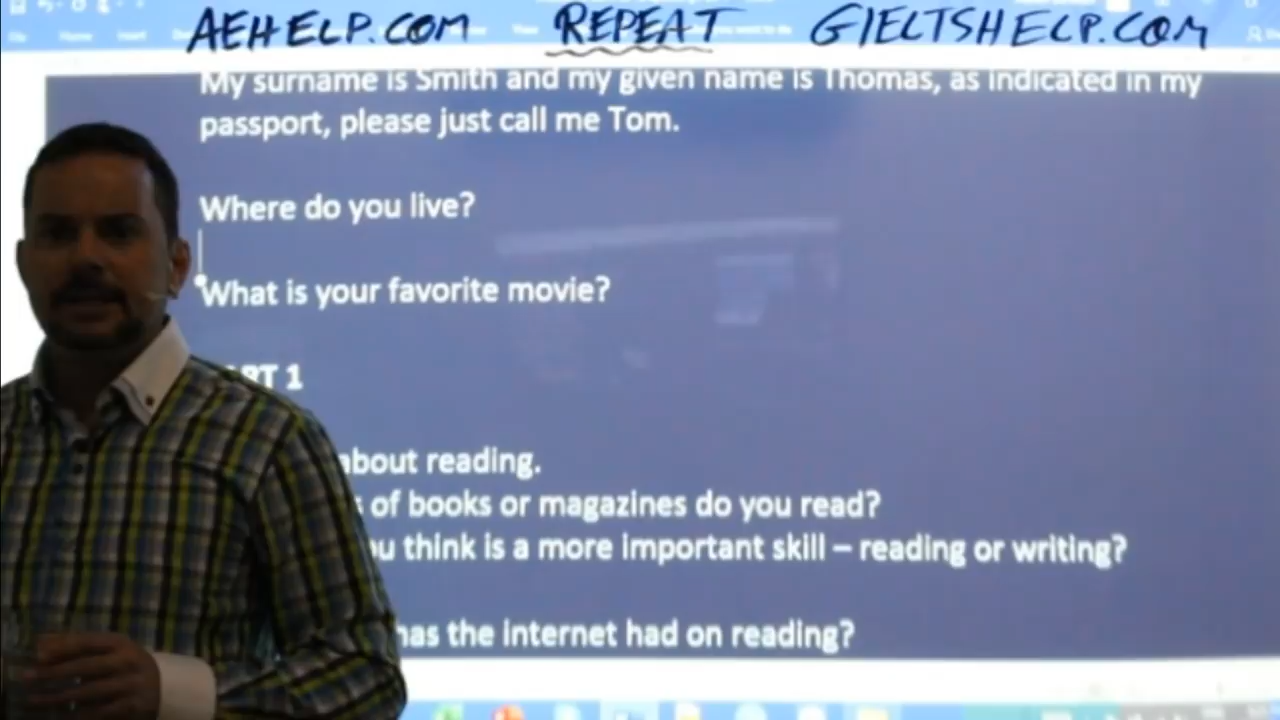 AEHELP.COM REPEAT GIELTSHELP.COM
My surname is Smith and my given name is Thomas, as indicated in my
passport, please just call me Tom.
Where do you live?
What is your favorite movie?
1
about reading.
of books or magazines do you read?
think is a more important skill – reading or writing?
has the internet had on reading?